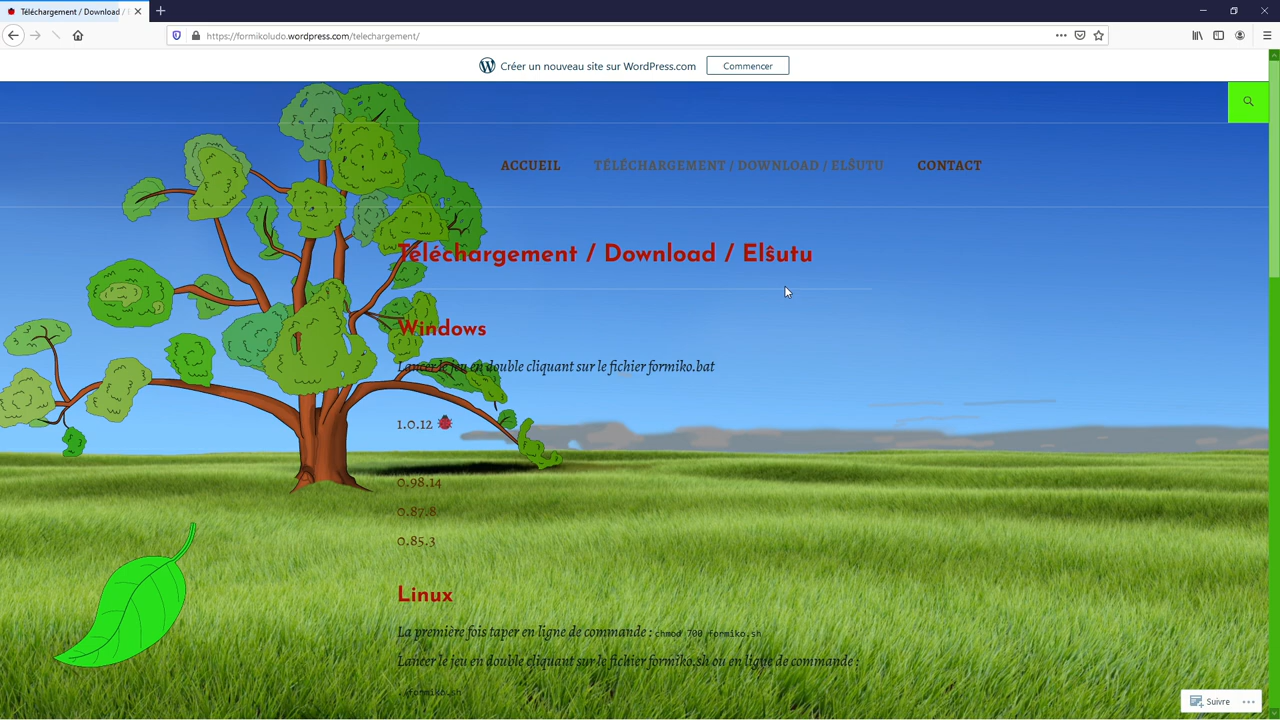 Téléchargement / Download /
https://formikoludo.wordpress.com/telechargement/
Créer un nouveau site sur WordPress.com
Commencer
ACCUEIL
TÉLÉCHARGEMENT / DOWNLOAD / ELŜUTU
CONTACT
Téléchargement / Download / Elŝutu
Windows
Lancer le jeu en double cliquant sur le fichier formiko.bat
1.0.12
0.98.14
0.87.8
0.85.3
Linux
La première fois taper en ligne de commande : chmod 700 formiko.sh
Lancer le jeu en double cliquant sur le fichier formiko.sh ou en ligne de commande :
./formiko.sh
Suivre